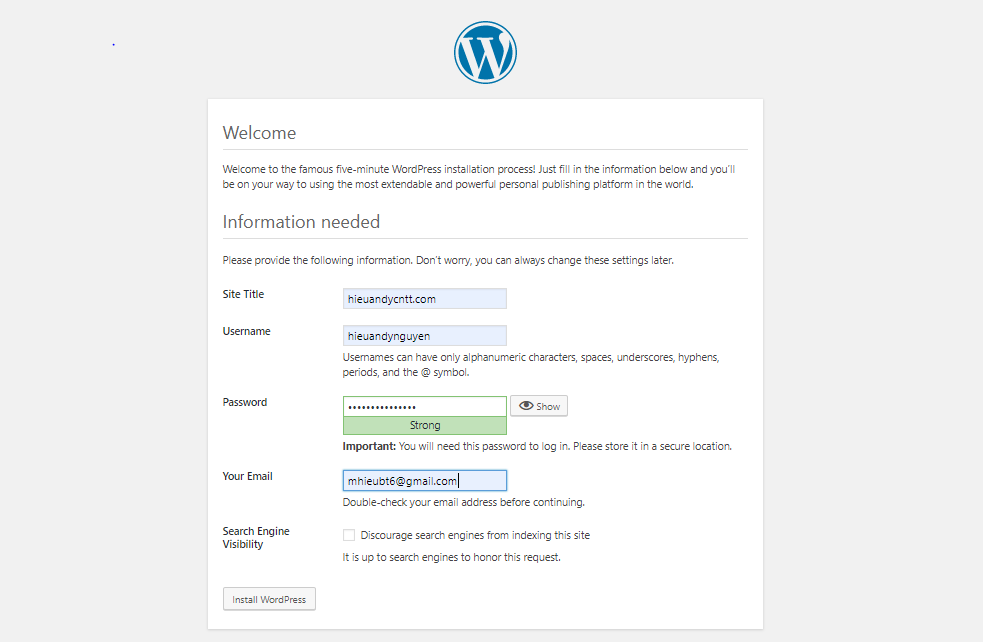 Welcome
Welcome to the famous five-minute WordPress installation process! Just fill in the information below and you'll
be on your way to using the most extendable and powerful personal publishing platform in the world.
Information needed
Please provide the following information. Don't worry, you can always change these settings later.
Site Title
hieuandycntt.com
Username
hieuandynguyen
Usernames can have only alphanumeric characters, spaces, underscores, hyphens,
periods, and the @ symbol.
Password
•••••••••••••••
Show
Strong
Important: You will need this password to log in. Please store it in a secure location.
Your Email
mhieubt6@gmail.com
Double-check your email address before continuing.
Search Engine
Visibility
Discourage search engines from indexing this site
It is up to search engines to honor this request.
Install WordPress